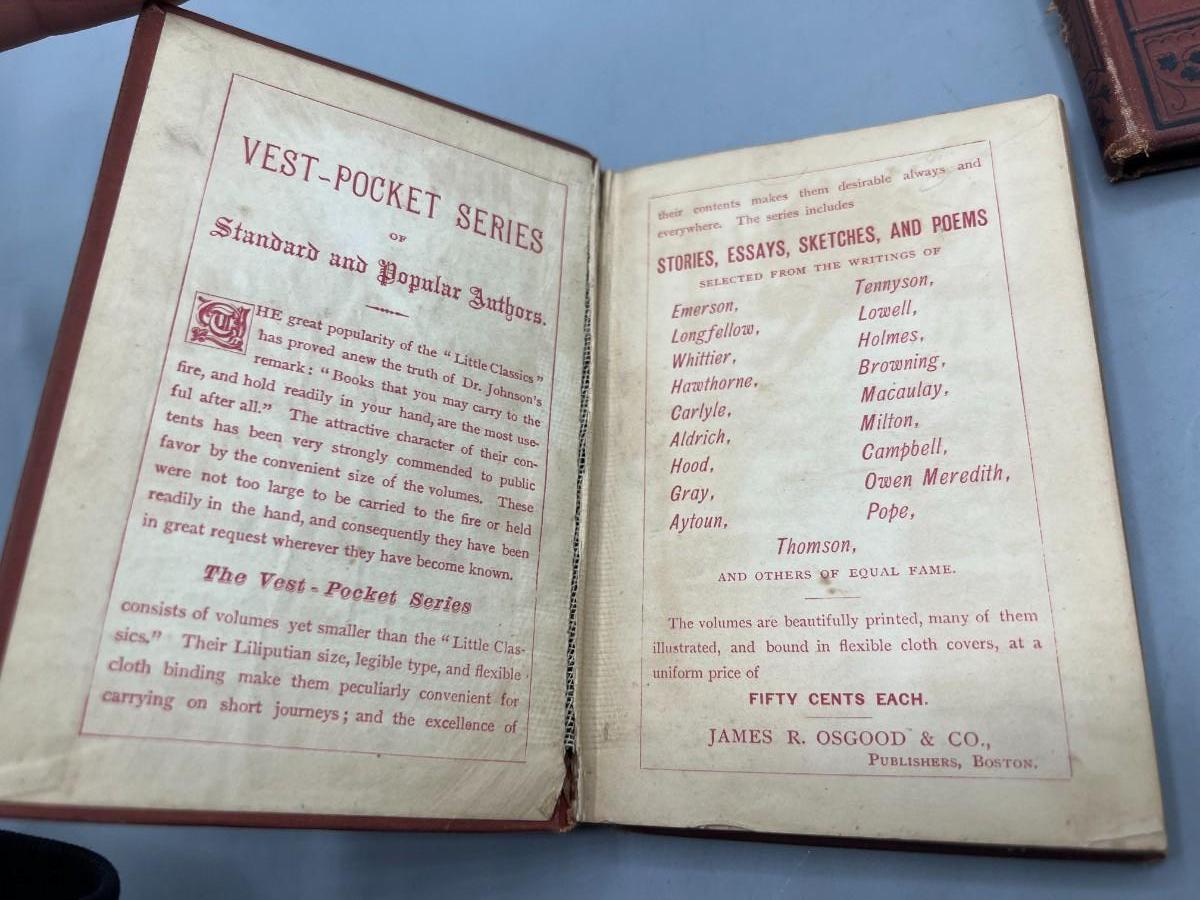 VEST-POCKET SERIES
OF
Standard and Popular Authors.
THE great popularity of the "Little Classics"
has proved anew the truth of Dr. Johnson's
remark: "Books that you may carry to the
fire, and hold readily in your hand, are the most use-
ful after all." The attractive character of their con-
tents has been very strongly commended to public
favor by the convenient size of the volumes. These
were not too large to be carried to the fire or held
readily in the hand, and consequently they have been
in great request wherever they have become known.
The Vest-Pocket Series
consists of volumes yet smaller than the "Little Clas-
sics." Their Liliputian size, legible type, and flexible
cloth binding make them peculiarly convenient for
carrying on short journeys; and the excellence of
their contents makes them desirable always and
everywhere. The series includes
STORIES, ESSAYS, SKETCHES, AND POEMS
SELECTED FROM THE WRITINGS OF
Emerson,
Longfellow,
Whittier,
Hawthorne,
Carlyle,
Aldrich,
Hood,
Gray,
Aytoun,
Tennyson,
Lowell,
Holmes,
Browning,
Macaulay,
Milton,
Campbell,
Owen Meredith,
Pope,
Thomson,
AND OTHERS OF EQUAL FAME.
The volumes are beautifully printed, many of them
illustrated, and bound in flexible cloth covers, at a
uniform price of
FIFTY CENTS EACH.
JAMES R. OSGOOD & CO.,
PUBLISHERS, BOSTON.